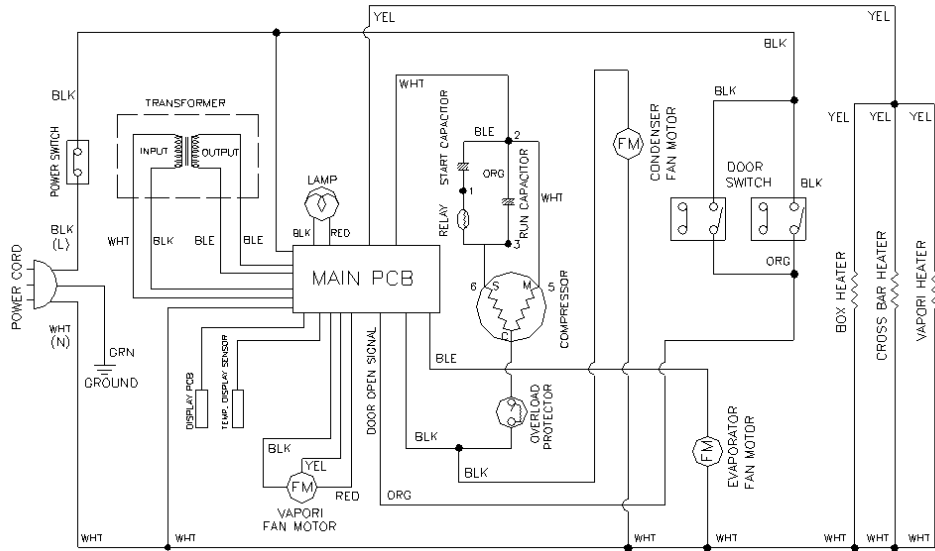 YEL
YEL
BLK
BLK
WHT
BLK
TRANSFORMER
YEL
YEL
YEL
POWER SWITCH
INPUT
OUTPUT
START CAPACITOR
BLE
2
ORG
RUN CAPACITOR
WHT
FM
CONDENSER
FAN MOTOR
DOOR
SWITCH
BLK
LAMP
1
RELAY
BLK
(L)
WHT
BLK
BLE
BLE
BLK
RED
3
ORG
POWER CORD
MAIN PCB
6
S
M
5
C
COMPRESSOR
BOX HEATER
CROSS BAR HEATER
VAPORI HEATER
WHT
(N)
GRN
GROUND
DISPLAY PCB
TEMP. DISPLAY SENSOR
DOOR OPEN SIGNAL
BLE
OVERLOAD
PROTECTOR
BLK
BLK
YEL
FM
RED
ORG
BLK
FM
EVAPORATOR
FAN MOTOR
VAPORI
FAN MOTOR
WHT
WHT
WHT
WHT
WHT
WHT